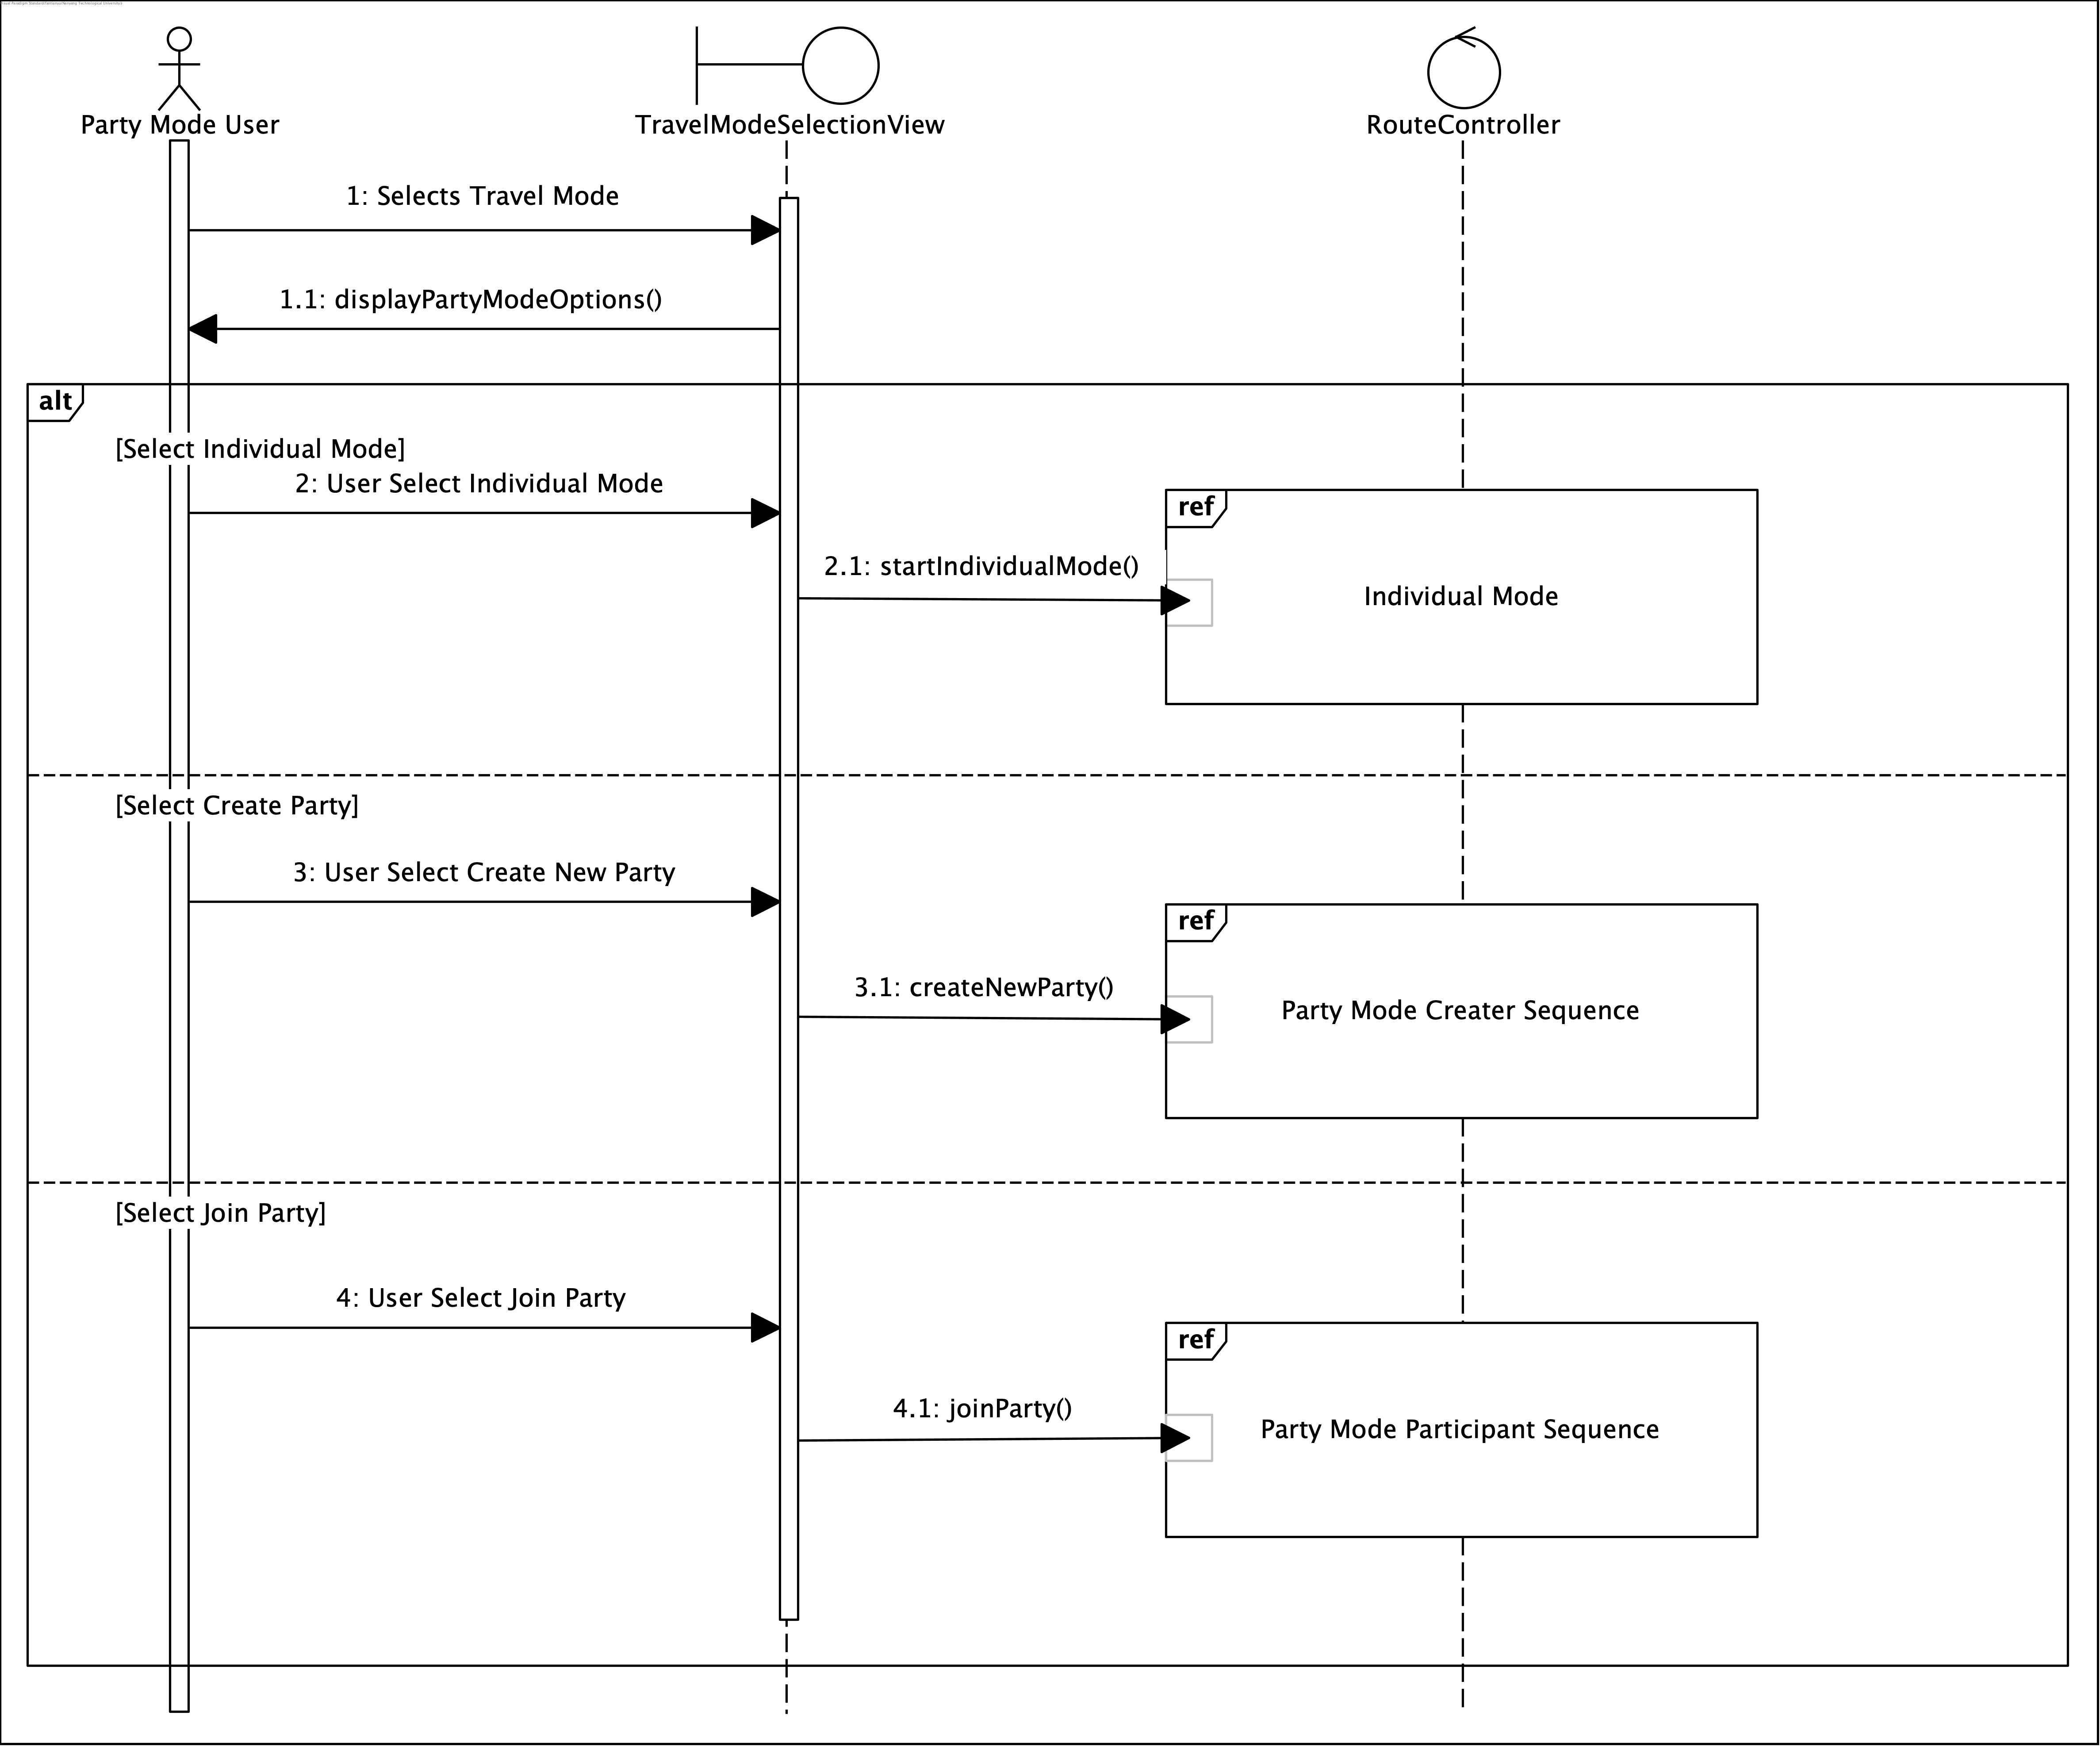 Party Mode User
TravelModeSelectionView
RouteController
1: Selects Travel Mode
1.1: displayPartyModeOptions()
alt
[Select Individual Mode]
2: User Select Individual Mode
ref
2.1: startIndividualMode()
Individual Mode
[Select Create Party]
3: User Select Create New Party
ref
3.1: createNewParty()
Party Mode Creater Sequence
[Select Join Party]
4: User Select Join Party
ref
4.1: joinParty()
Party Mode Participant Sequence